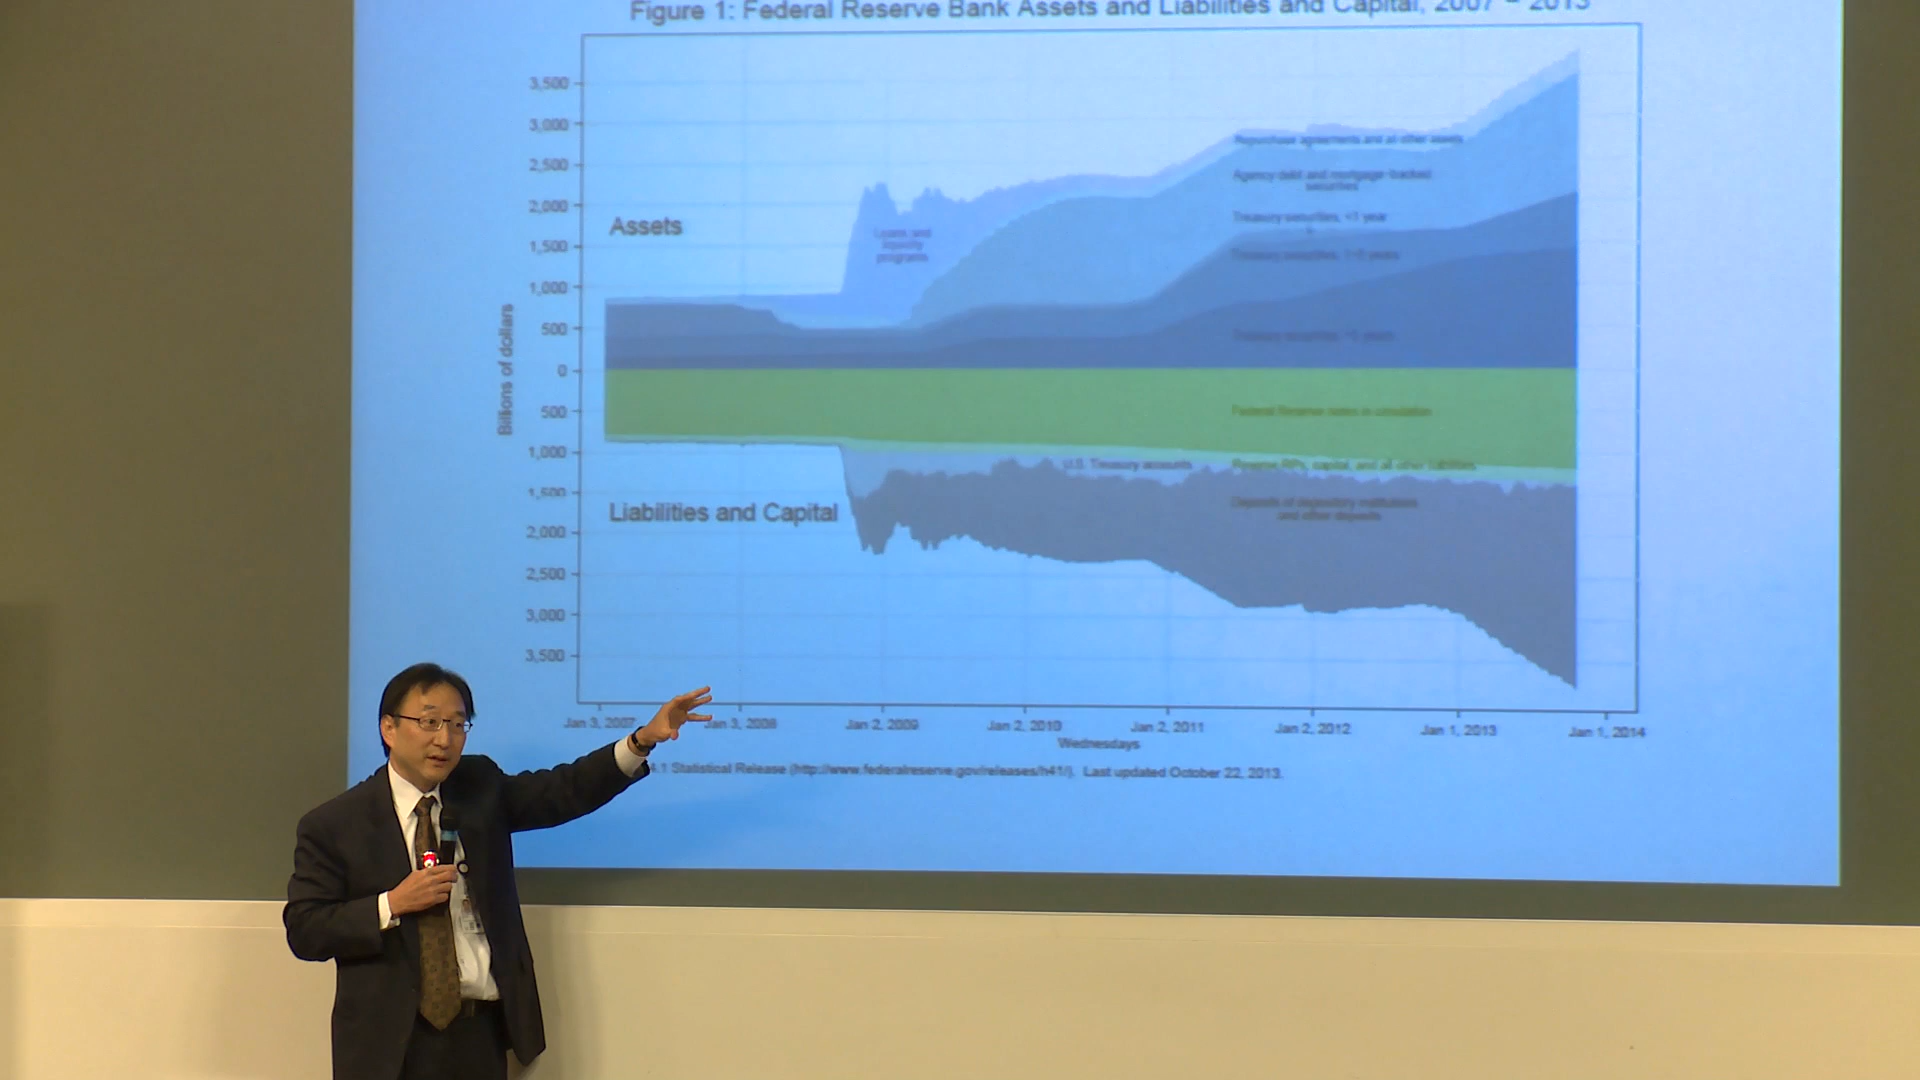 Figure 1: Federal Reserve Bank Assets and Liabilities and Capital, 2007 – 2013
3,500
3,000
2,500
2,000
1,500
1,000
500
0
500
1,000
1,500
2,000
2,500
3,000
3,500
Billions of dollars
Assets
Loans and
liquidity
programs
Repurchase agreements and all other assets
Agency debt and mortgage-backed
securities
Treasury securities, <1 year
Treasury securities, 1-5 years
Treasury securities, >5 years
Federal Reserve notes in circulation
U.S. Treasury accounts
Reverse RPs, capital, and all other liabilities
Deposits of depository institutions
and other deposits
Liabilities and Capital
Jan 3, 2007
Jan 3, 2008
Jan 2, 2009
Jan 2, 2010
Jan 2, 2011
Jan 2, 2012
Jan 1, 2013
Jan 1, 2014
Wednesdays
4.1 Statistical Release (http://www.federalreserve.gov/releases/h41/). Last updated October 22, 2013.